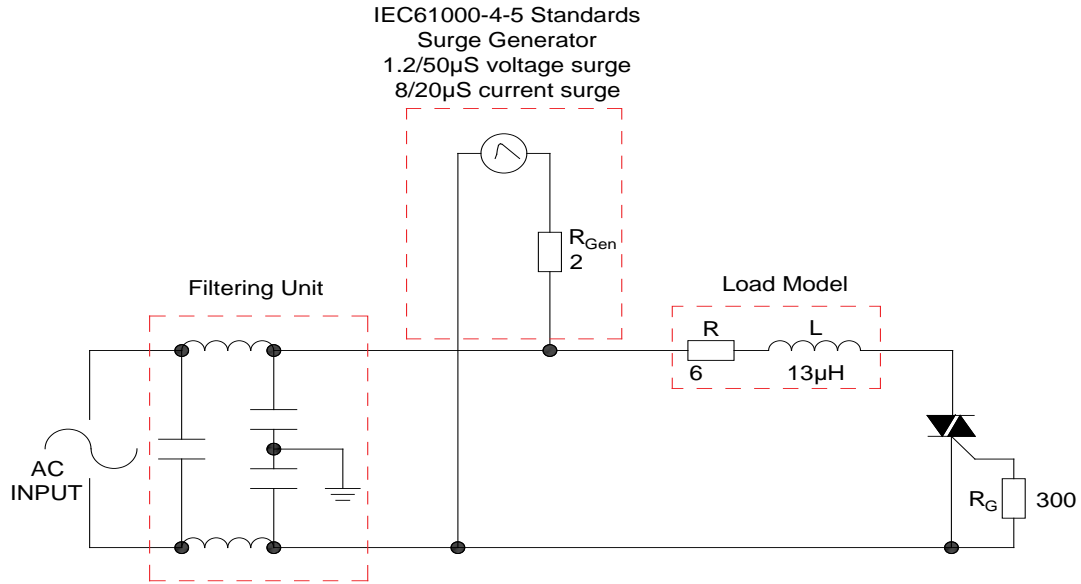 IEC61000-4-5 Standards
Surge Generator
1.2/50µS voltage surge
8/20µS current surge
RGen
2
Filtering Unit
Load Model
R
L
6
13µH
AC
INPUT
RG
300